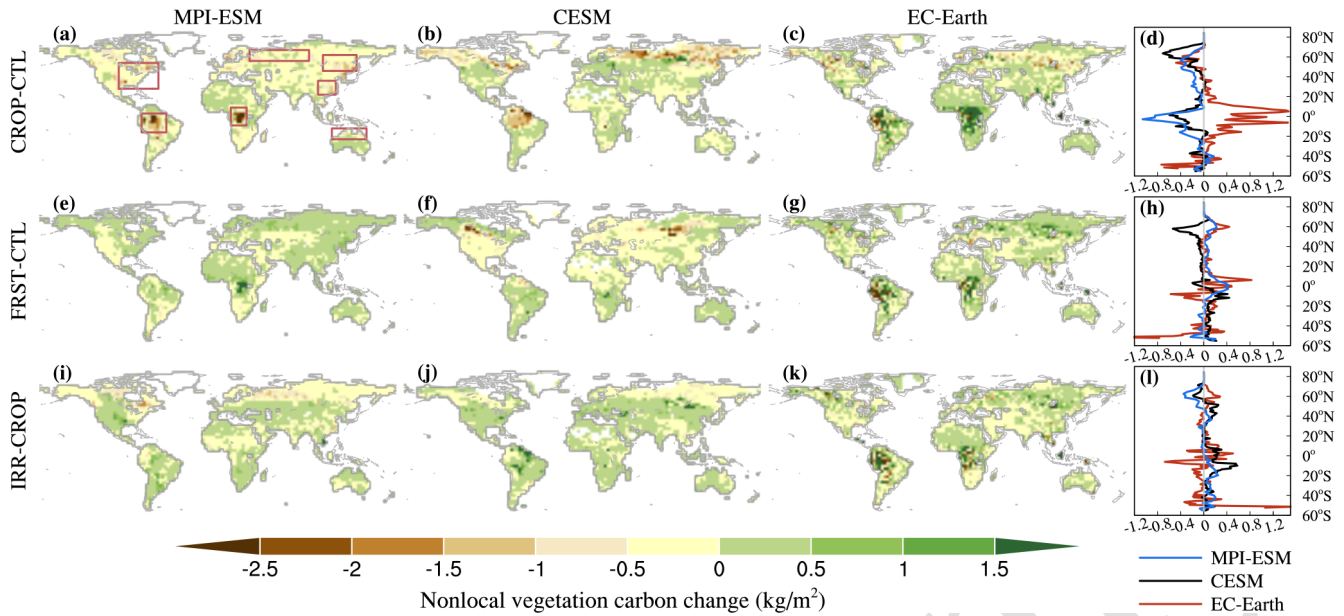 MPI-ESM CESM EC-Earth
CROP-CTL
(a) (b) (c) (d)
80°N
60°N
40°N
20°N
0°
20°S
40°S
60°S
-1.2 -0.8 -0.4 0 0.4 0.8 1.2
FRST-CTL
(e) (f) (g) (h)
80°N
60°N
40°N
20°N
0°
20°S
40°S
60°S
-1.2 -0.8 -0.4 0 0.4 0.8 1.2
IRR-CROP
(i) (j) (k) (l)
80°N
60°N
40°N
20°N
0°
20°S
40°S
60°S
-1.2 -0.8 -0.4 0 0.4 0.8 1.2
-2.5 -2 -1.5 -1 -0.5 0 0.5 1 1.5
Nonlocal vegetation carbon change (kg/m²)
MPI-ESM
CESM
EC-Earth